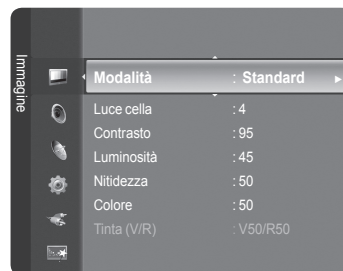 Immagine
Modalità : Standard
Luce cella : 4
Contrasto : 95
Luminosità : 45
Nitidezza : 50
Colore : 50
Tinta (V/R) : V50/R50